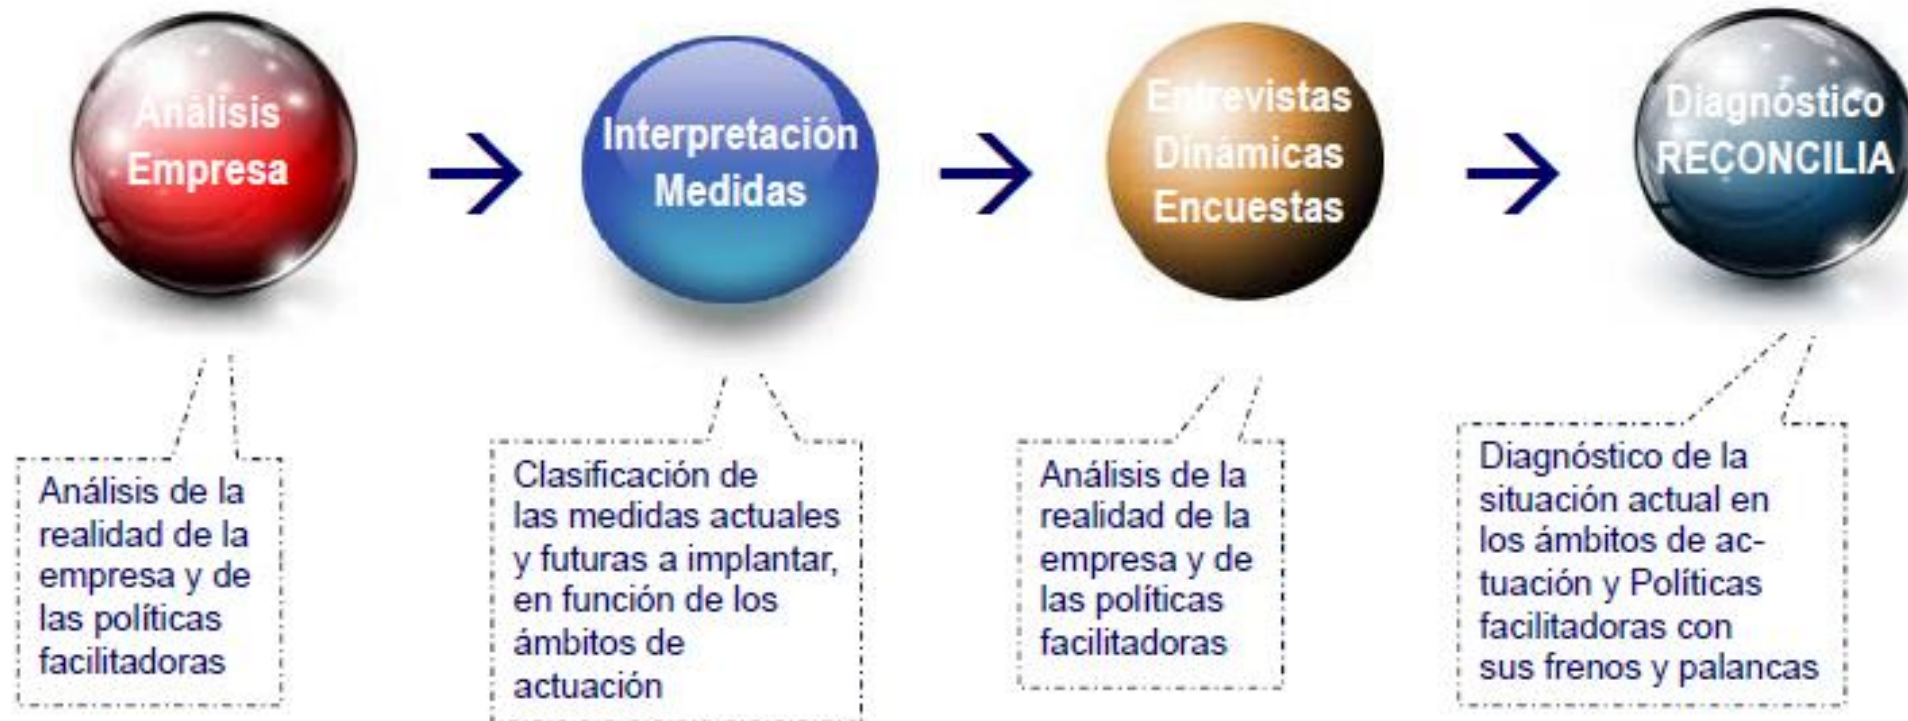 Análisis
Empresa
Interpretación
Medidas
Entrevistas
Dinámicas
Encuestas
Diagnóstico
RECONCILIA
Análisis de la
realidad de la
empresa y de
las políticas
facilitadoras
Clasificación de
las medidas actuales
y futuras a implantar,
en función de los
ámbitos de
actuación
Análisis de la
realidad de la
empresa y de
las políticas
facilitadoras
Diagnóstico de la
situación actual en
los ámbitos de ac-
tuación y Políticas
facilitadoras con
sus frenos y palancas